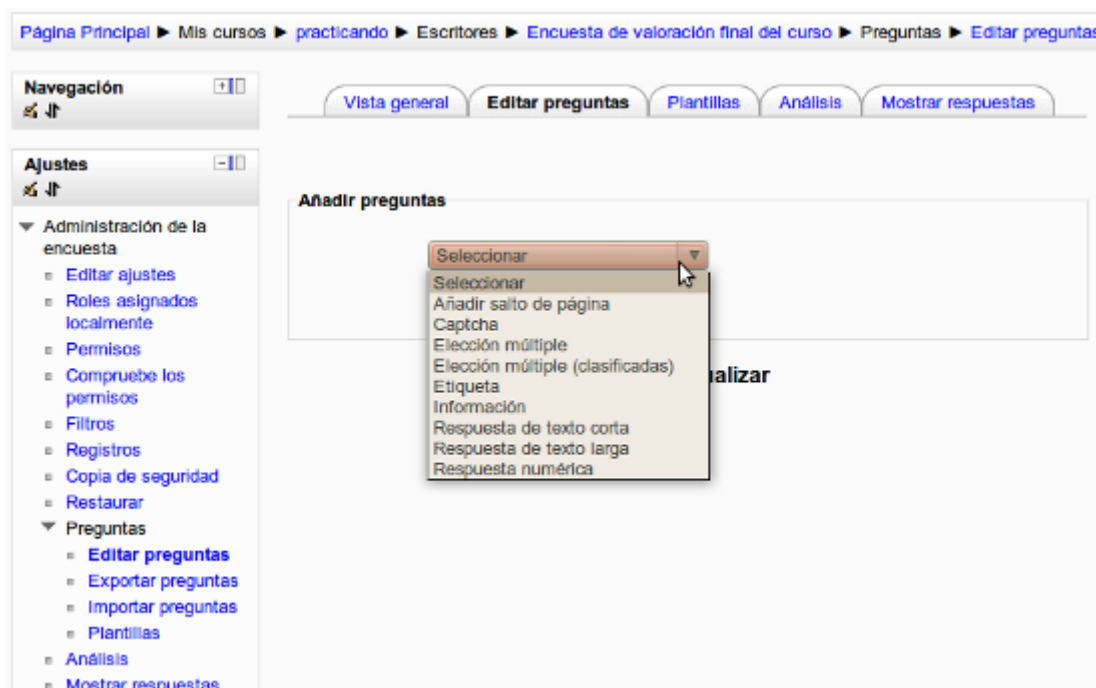 Página Principal ► Mis cursos ► practicando ► Escritores ► Encuesta de valoración final del curso ► Preguntas ► Editar preguntas
Navegación
Ajustes
Administración de la
encuesta
Editar ajustes
Roles asignados
localmente
Permisos
Compruebe los
permisos
Filtros
Registros
Copia de seguridad
Restaurar
Preguntas
Editar preguntas
Exportar preguntas
Importar preguntas
Plantillas
Análisis
Mostrar respuestas
Vista general
Editar preguntas
Plantillas
Análisis
Mostrar respuestas
Añadir preguntas
Seleccionar
Seleccionar
Añadir salto de página
Captcha
Elección múltiple
Elección múltiple (clasificadas)
Etiqueta
Información
Respuesta de texto corta
Respuesta de texto larga
Respuesta numérica
alizar